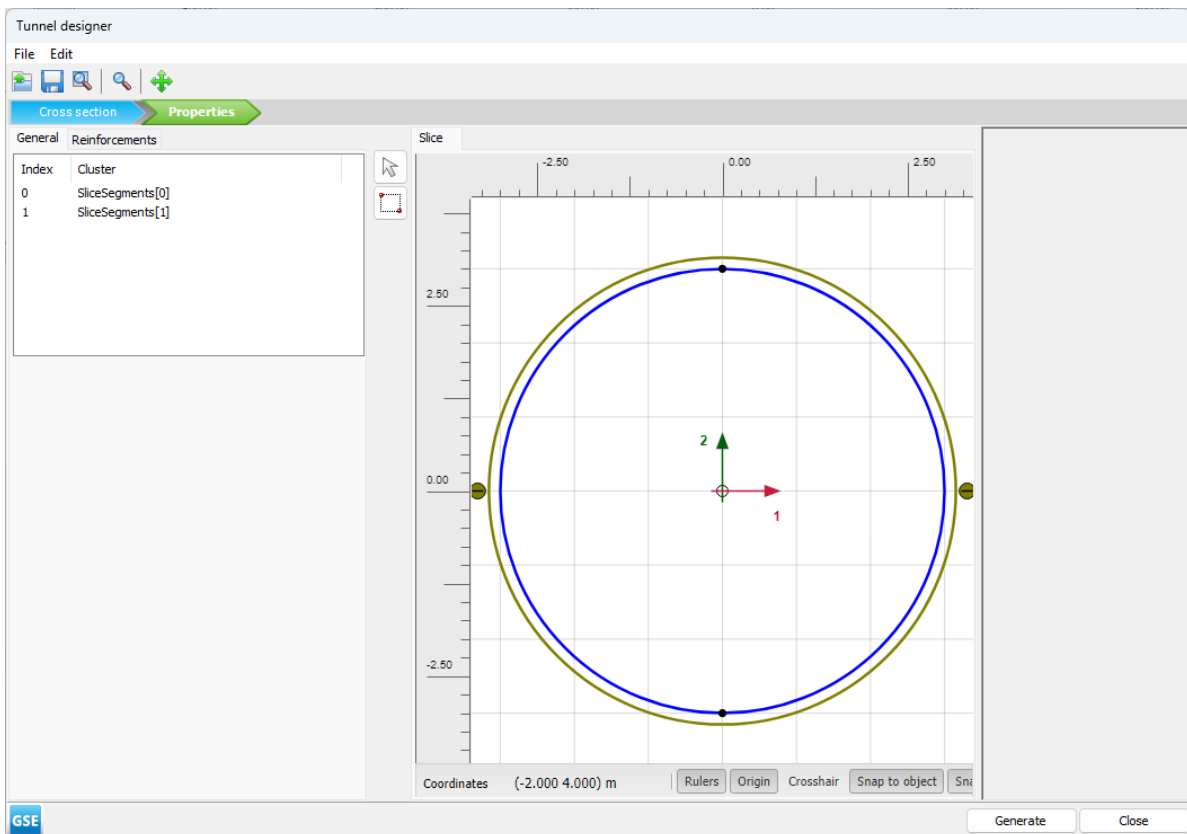 Tunnel designer
File Edit
Cross section Properties
General Reinforcements
Index Cluster
0 SliceSegments[0]
1 SliceSegments[1]
Slice
-2.50 0.00 2.50
2.50
0.00
-2.50
2
1
Coordinates (-2.000 4.000) m Rulers Origin Crosshair Snap to object Sna
GSE Generate Close